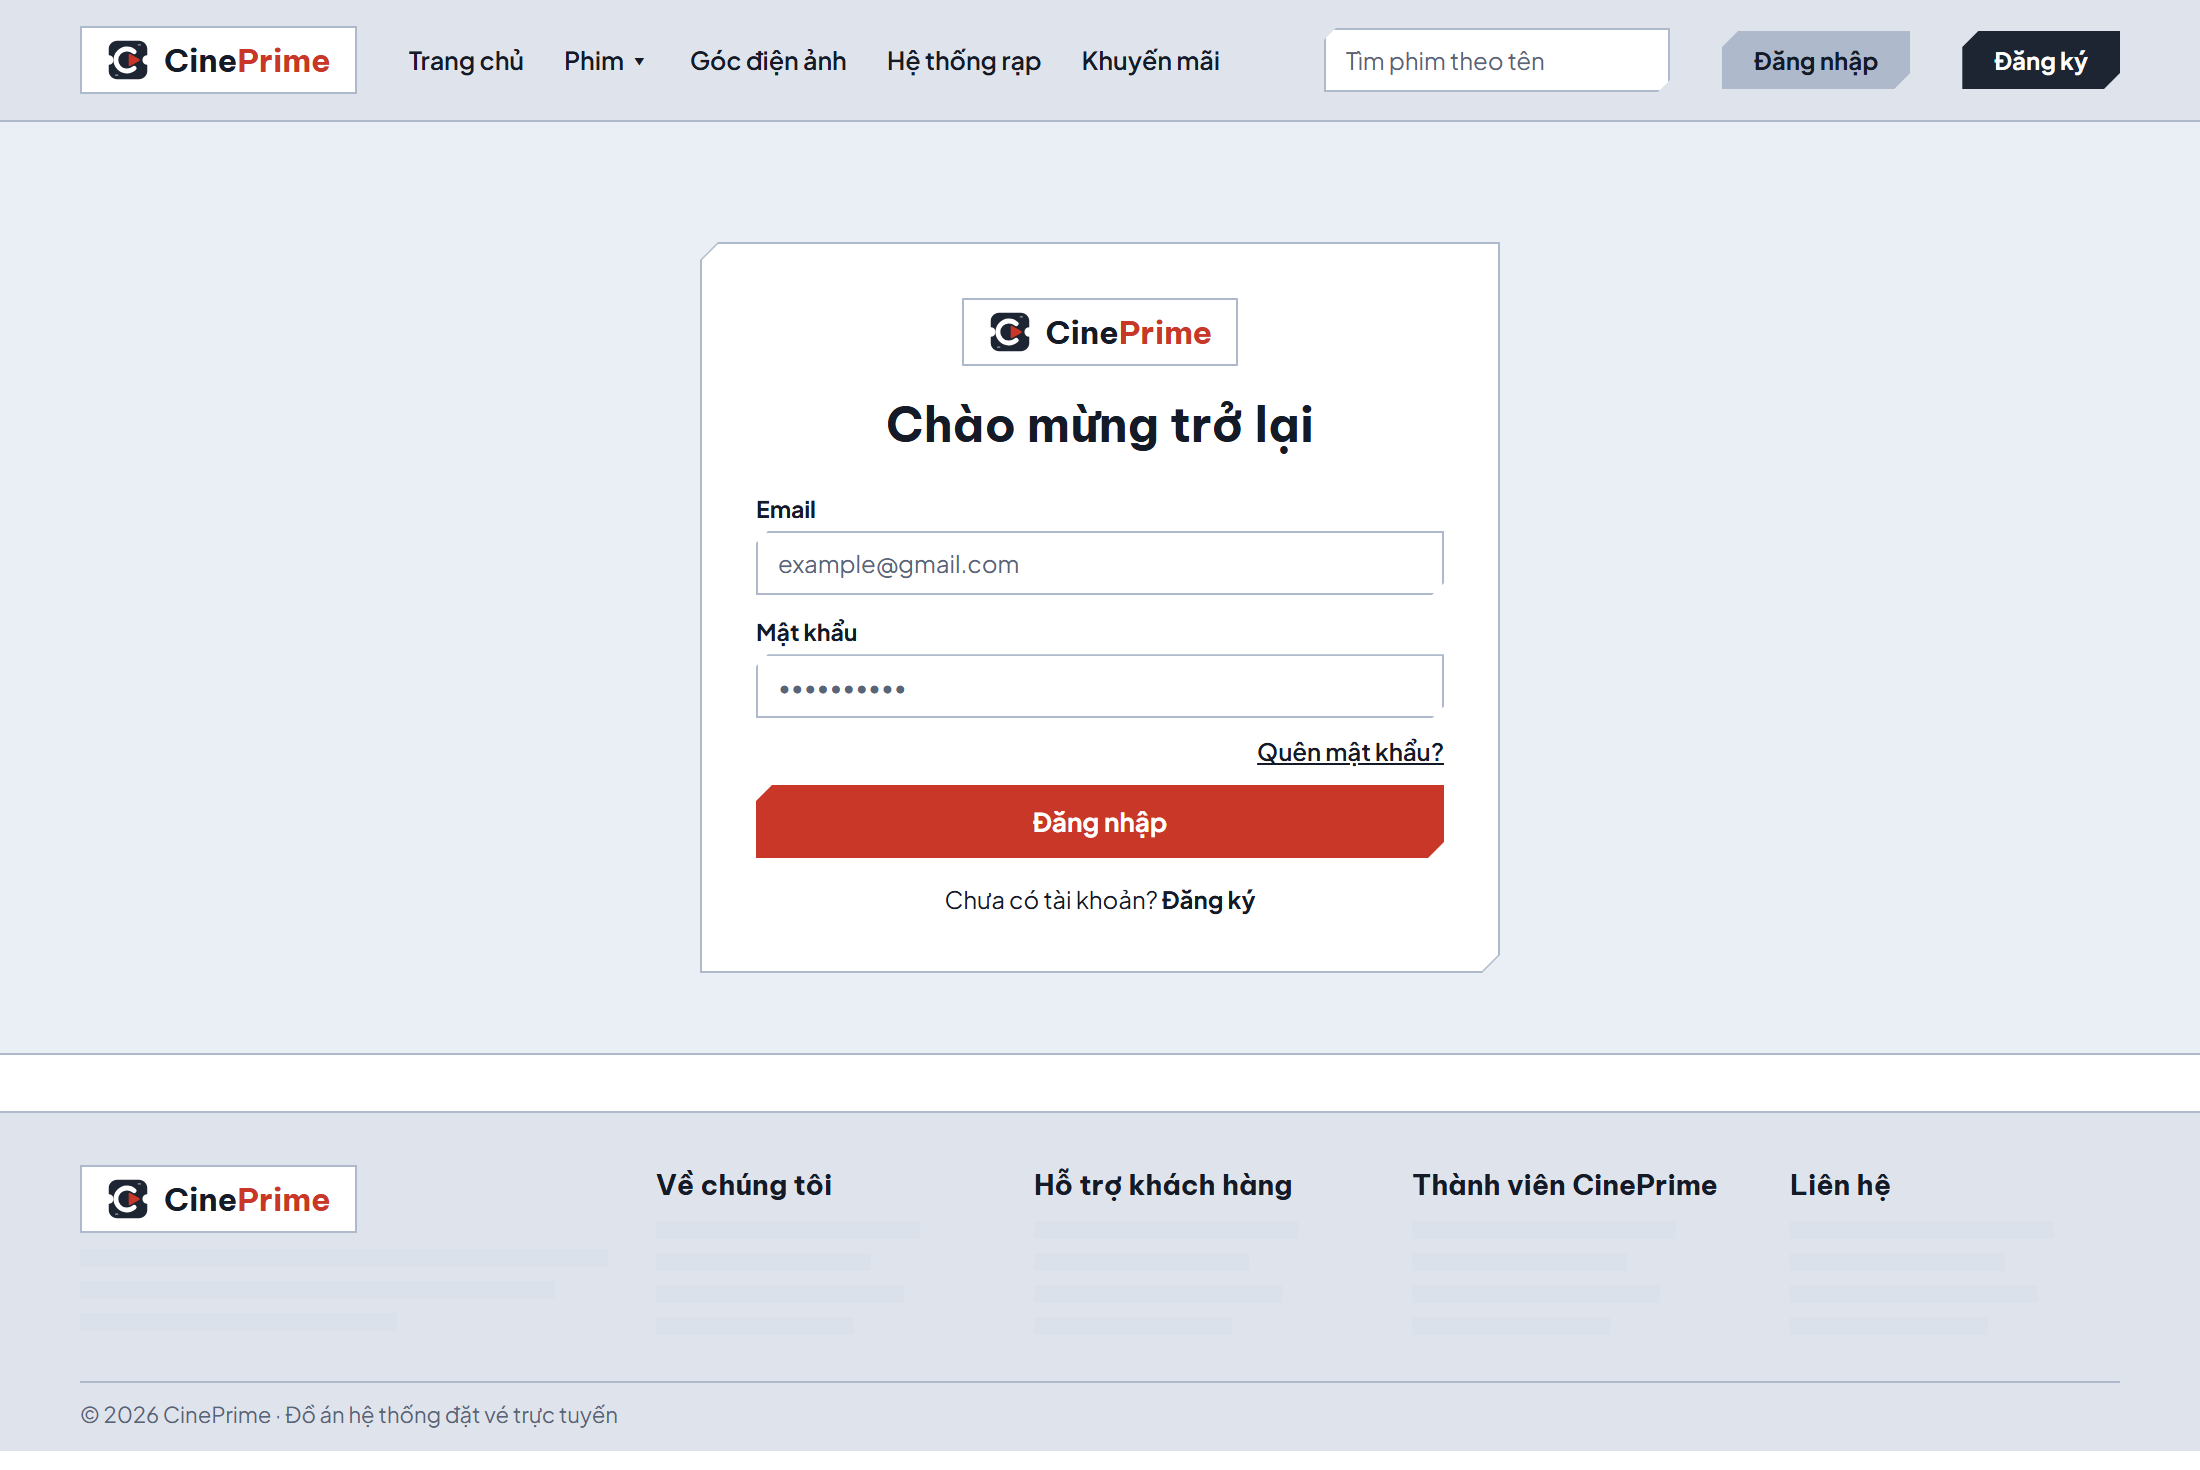 CinePrime
Trang chủ
Phim
Góc điện ảnh
Hệ thống rạp
Khuyến mãi
Tìm phim theo tên
Đăng nhập
Đăng ký
CinePrime
Chào mừng trở lại
Email
example@gmail.com
Mật khẩu
••••••••••
Quên mật khẩu?
Đăng nhập
Chưa có tài khoản? Đăng ký
CinePrime
Về chúng tôi
Hỗ trợ khách hàng
Thành viên CinePrime
Liên hệ
© 2026 CinePrime · Đồ án hệ thống đặt vé trực tuyến